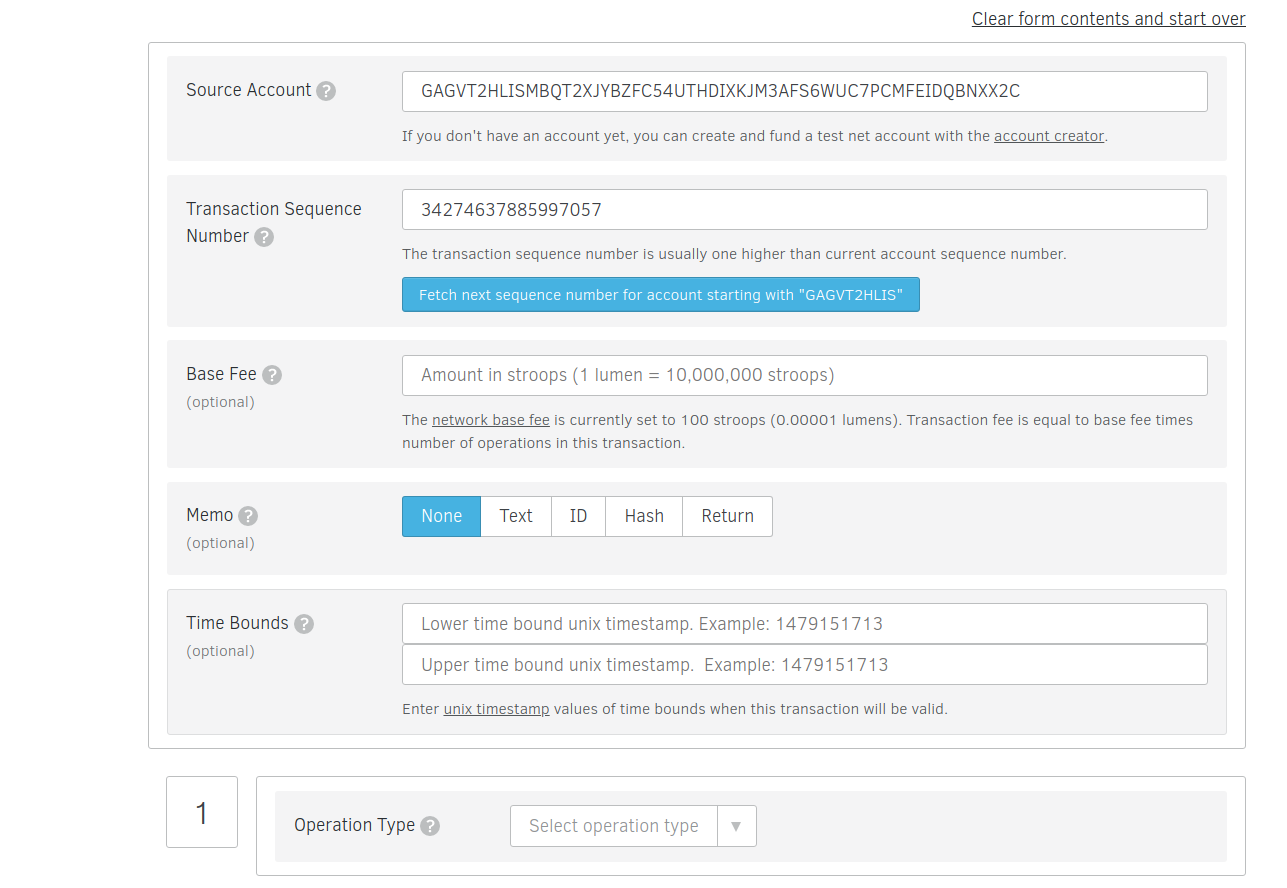 Clear form contents and start over
Source Account ?
GAGVT2HLISMBQT2XJYBZFC54UTHDIXKJM3AFS6WUC7PCMFEIDQBNXX2C
If you don't have an account yet, you can create and fund a test net account with the account creator.
Transaction Sequence
Number ?
34274637885997057
The transaction sequence number is usually one higher than current account sequence number.
Fetch next sequence number for account starting with "GAGVT2HLIS"
Base Fee ?
(optional)
Amount in stroops (1 lumen = 10,000,000 stroops)
The network base fee is currently set to 100 stroops (0.00001 lumens). Transaction fee is equal to base fee times
number of operations in this transaction.
Memo ?
(optional)
None Text ID Hash Return
Time Bounds ?
(optional)
Lower time bound unix timestamp. Example: 1479151713
Upper time bound unix timestamp. Example: 1479151713
Enter unix timestamp values of time bounds when this transaction will be valid.
1
Operation Type ?
Select operation type